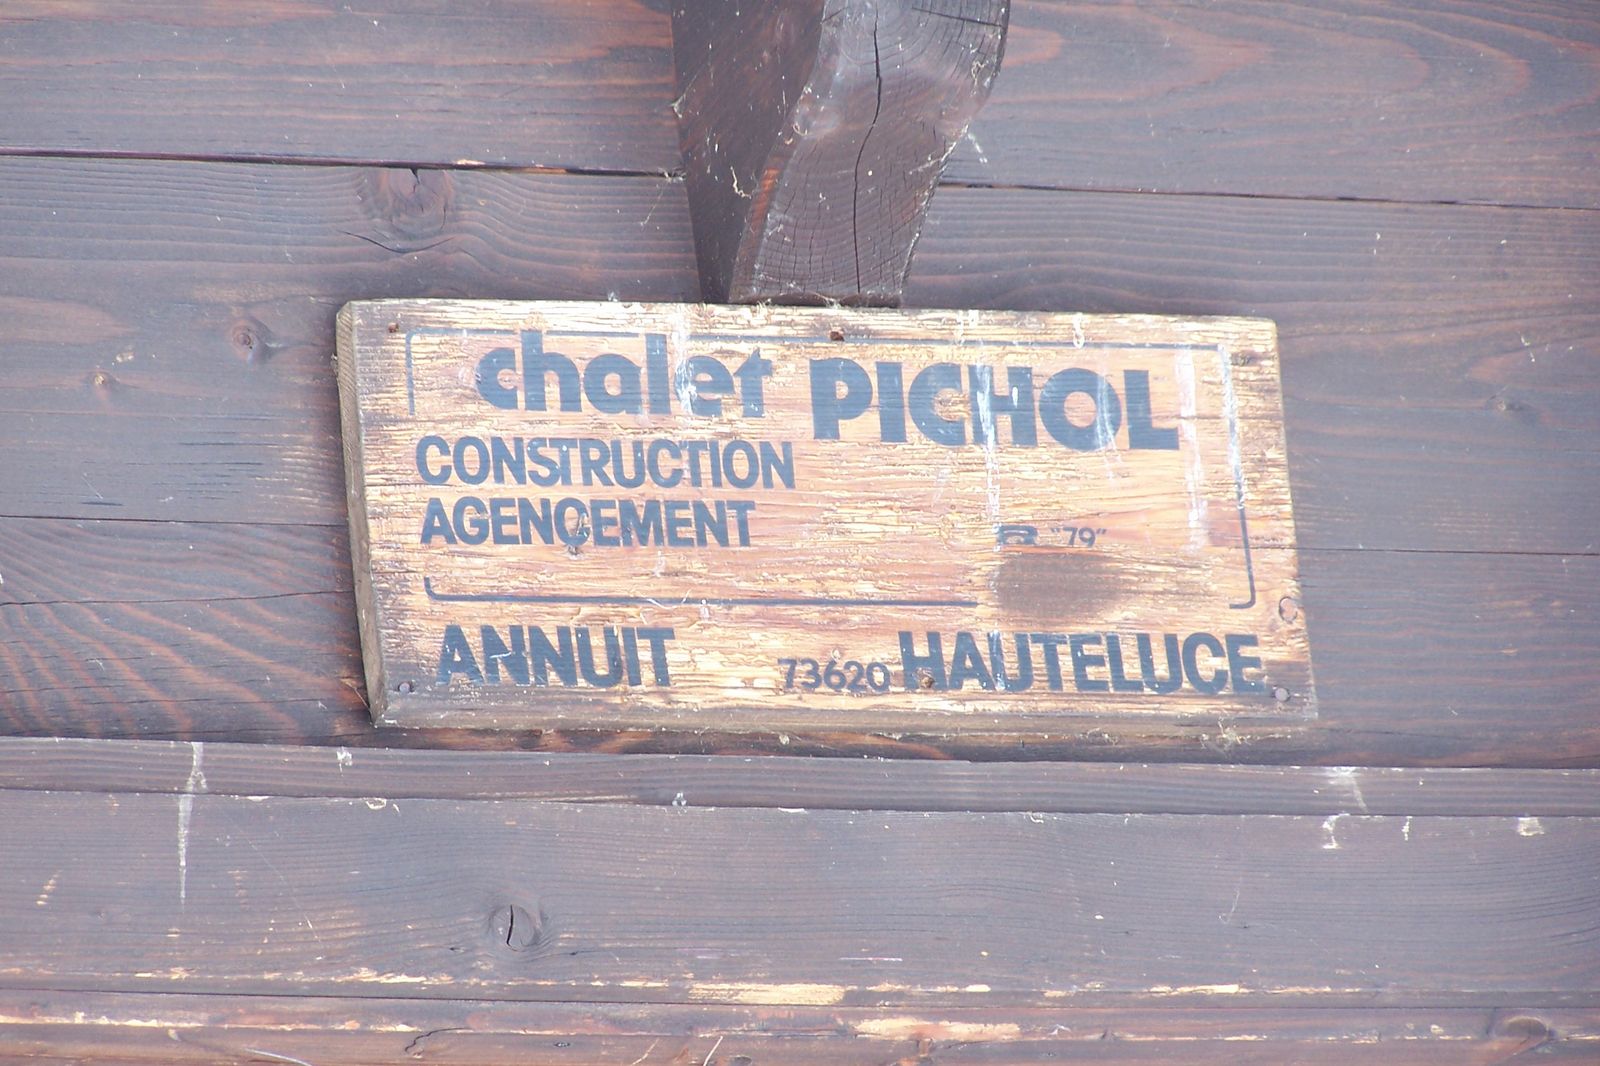 chalet PICHOL
CONSTRUCTION
AGENCEMENT
"79"
ANNUIT 73620 HAUTELUCE